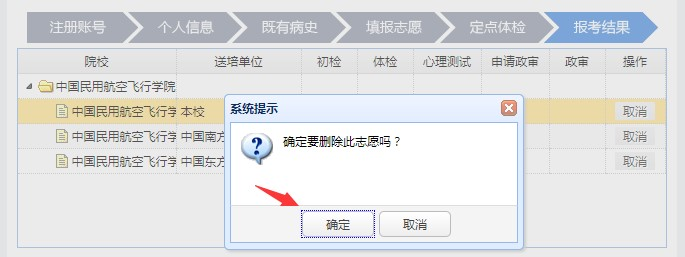 注册账号 个人信息 既有病史 填报志愿 定点体检 报考结果
院校 送培单位 初检 体检 心理测试 申请政审 政审 操作
中国民用航空飞行学院
中国民用航空飞行学 本校 取消
系统提示
中国民用航空飞行学 中国南方 取消
确定要删除此志愿吗？
中国民用航空飞行学 中国东方 取消
确定 取消